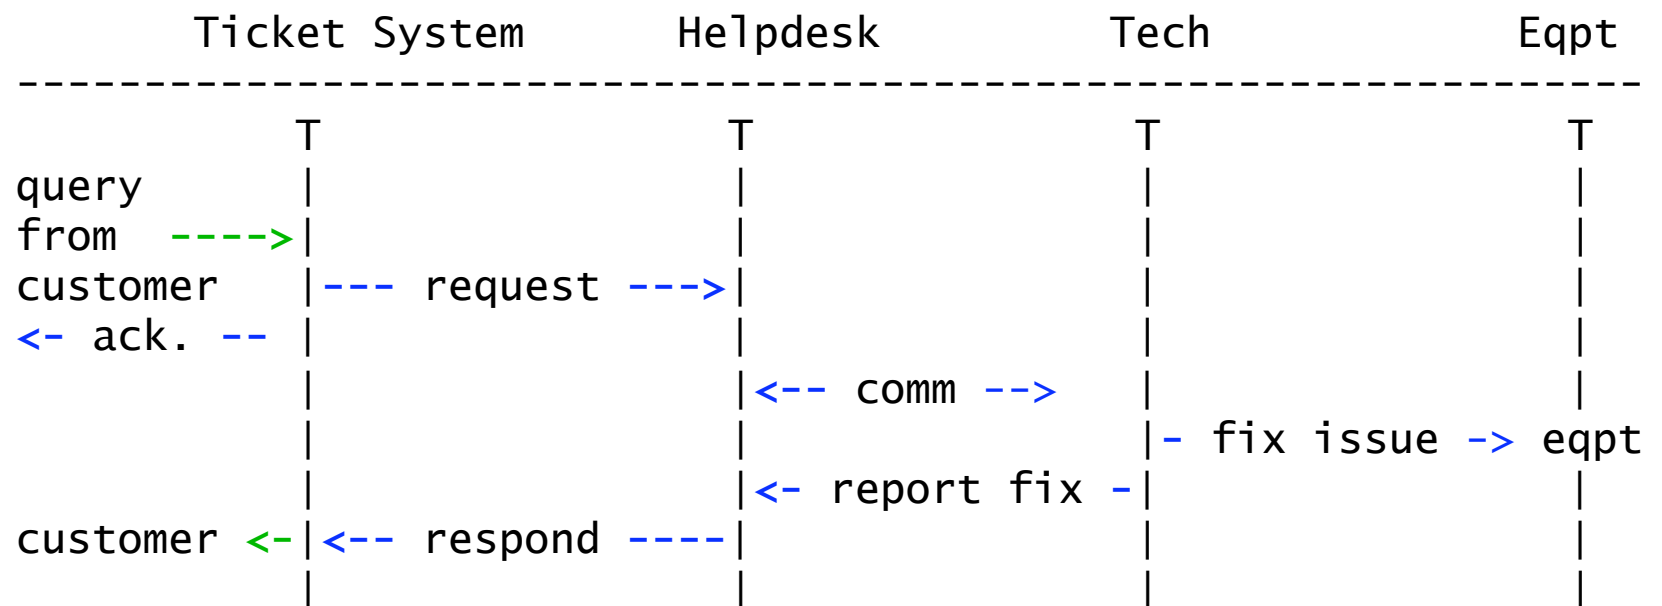 Ticket System Helpdesk Tech Eqpt
----------------------------------------------------------------
T T T T
query | | | |
from ---->| | | |
customer |--- request --->| | |
<- ack. -- | | | |
| |<-- comm --> |
| | |- fix issue -> eqpt
| |<- report fix -| |
customer <-|<-- respond ----| | |
| | | |